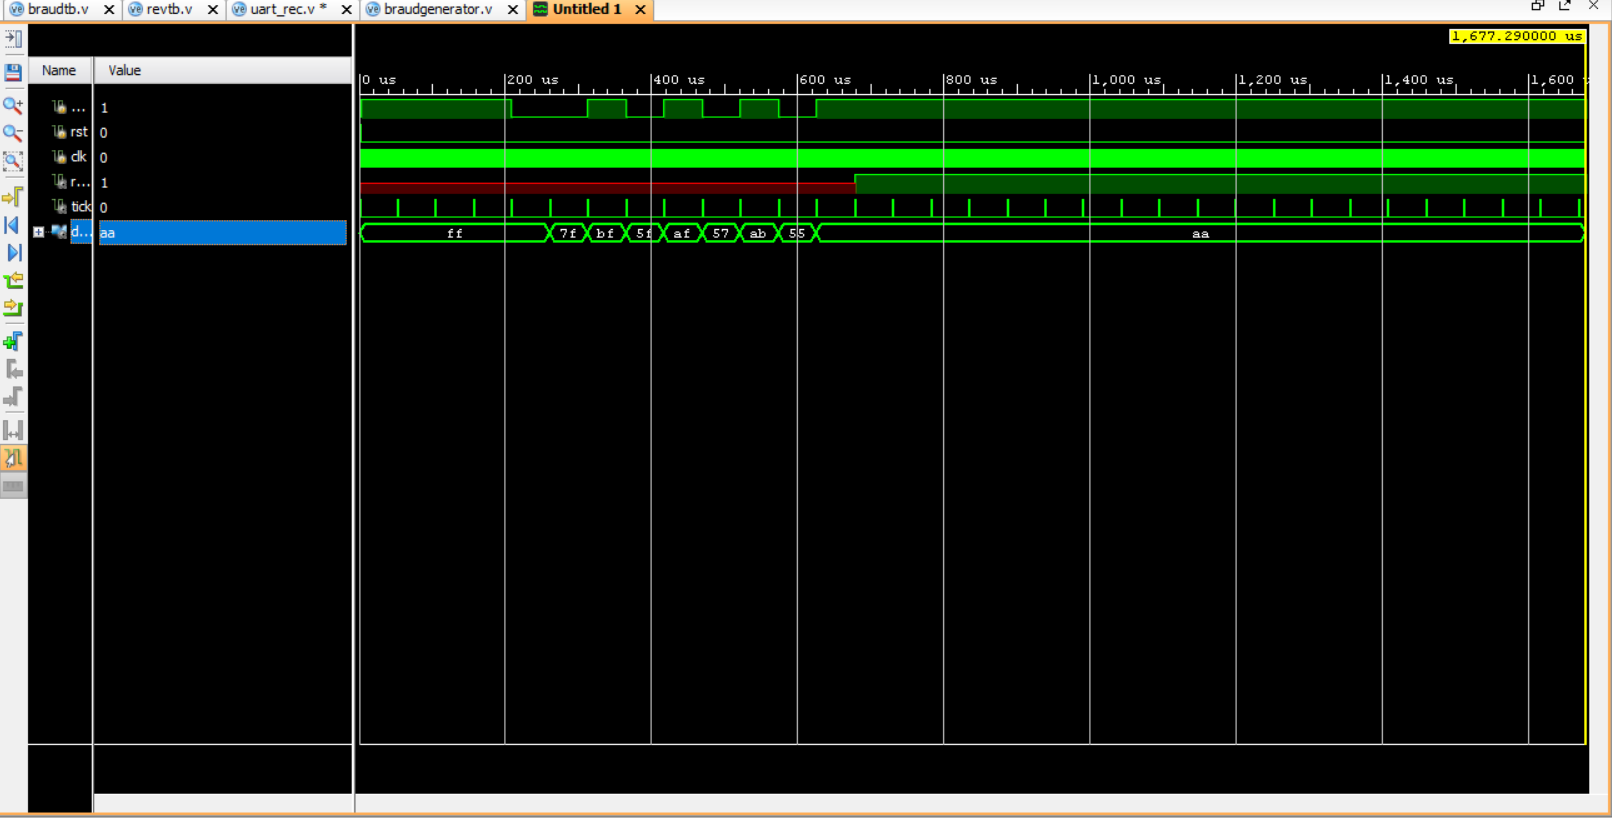 braudtb.v revtb.v uart_rec.v * braudgenerator.v Untitled 1
1,677.290000 us
Name Value
0 us 200 us 400 us 600 us 800 us 1,000 us 1,200 us 1,400 us 1,600
... 1
rst 0
clk 0
r... 1
tick 0
d... aa ff 7f bf 5f af 57 ab 55 aa